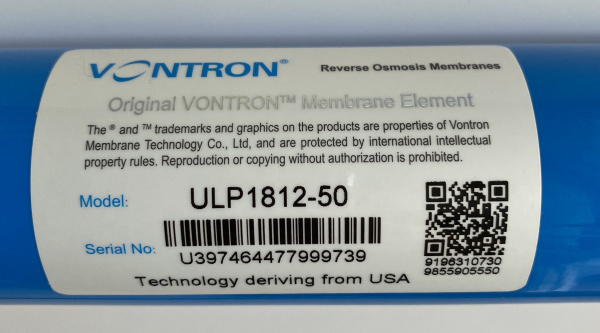 VONTRON®
Reverse Osmosis Membranes
Original VONTRON™ Membrane Element
The ® and ™ trademarks and graphics on the products are properties of Vontron
Membrane Technology Co., Ltd, and are protected by international intellectual
property rules. Reproduction or copying without authorization is prohibited.
Model: ULP1812-50
Serial No: U397464477999739
9196310730
9855905550
Technology deriving from USA